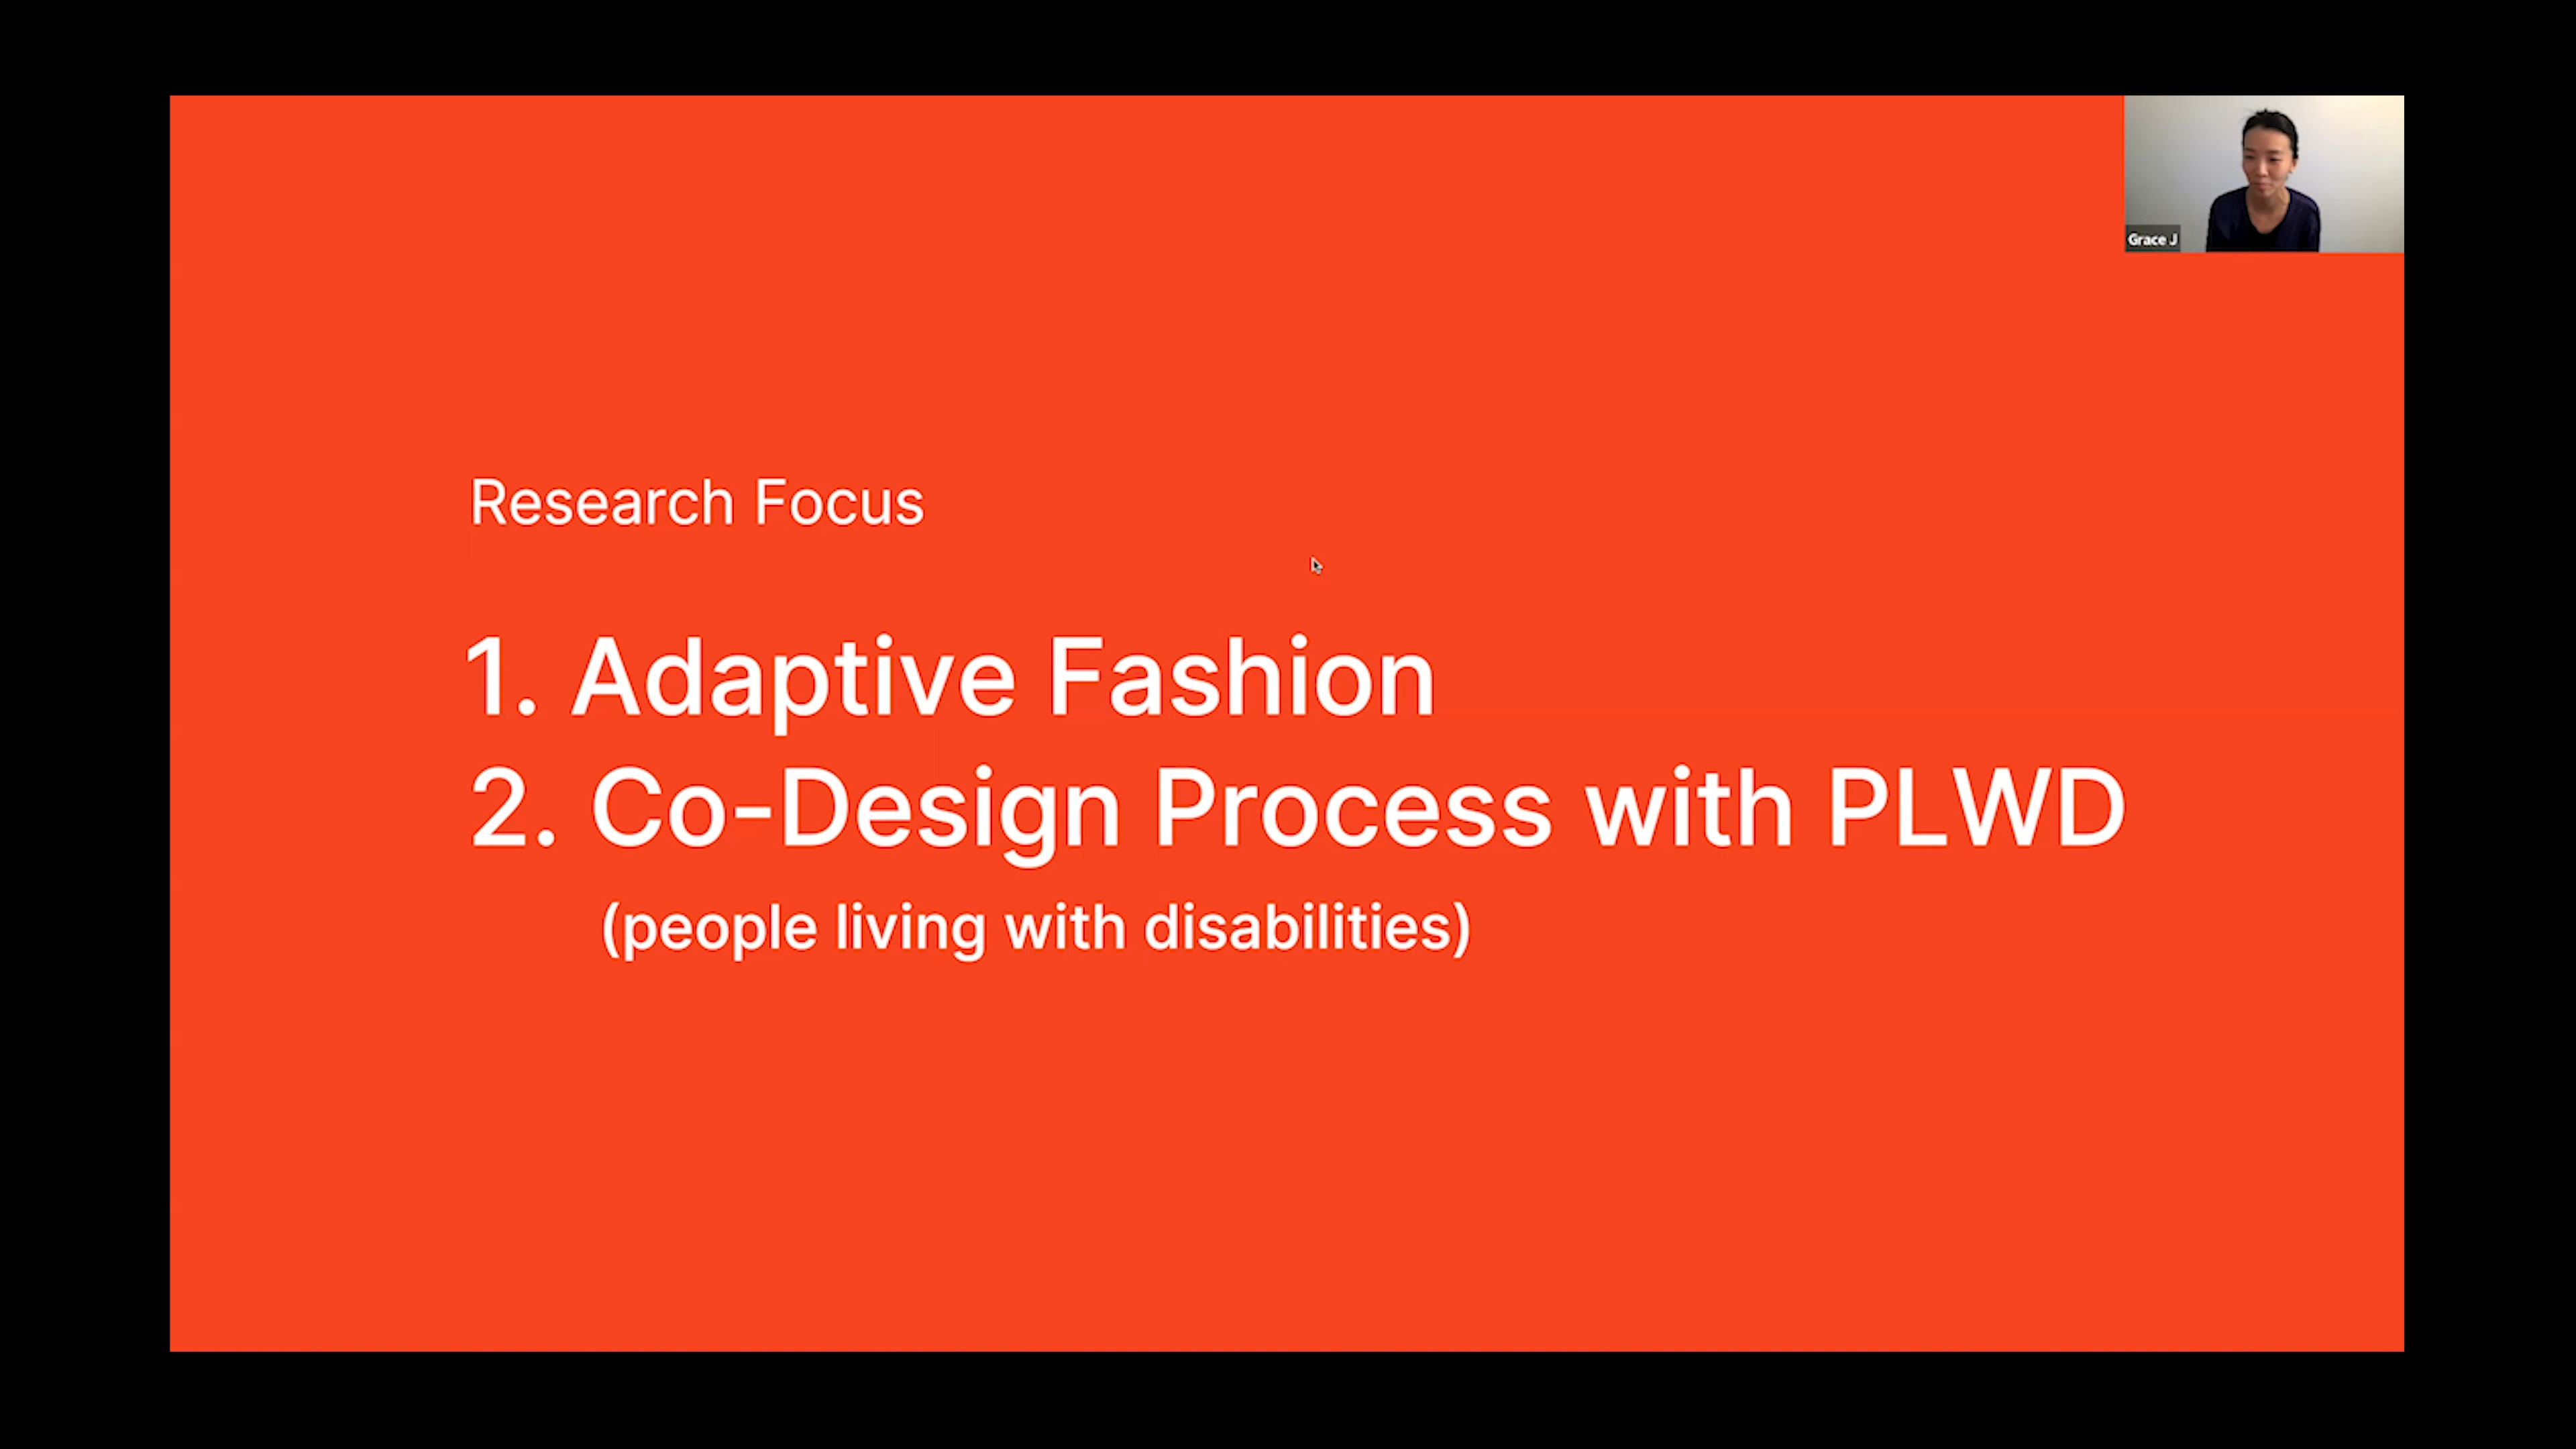 Grace J
Research Focus
1. Adaptive Fashion
2. Co-Design Process with PLWD
(people living with disabilities)